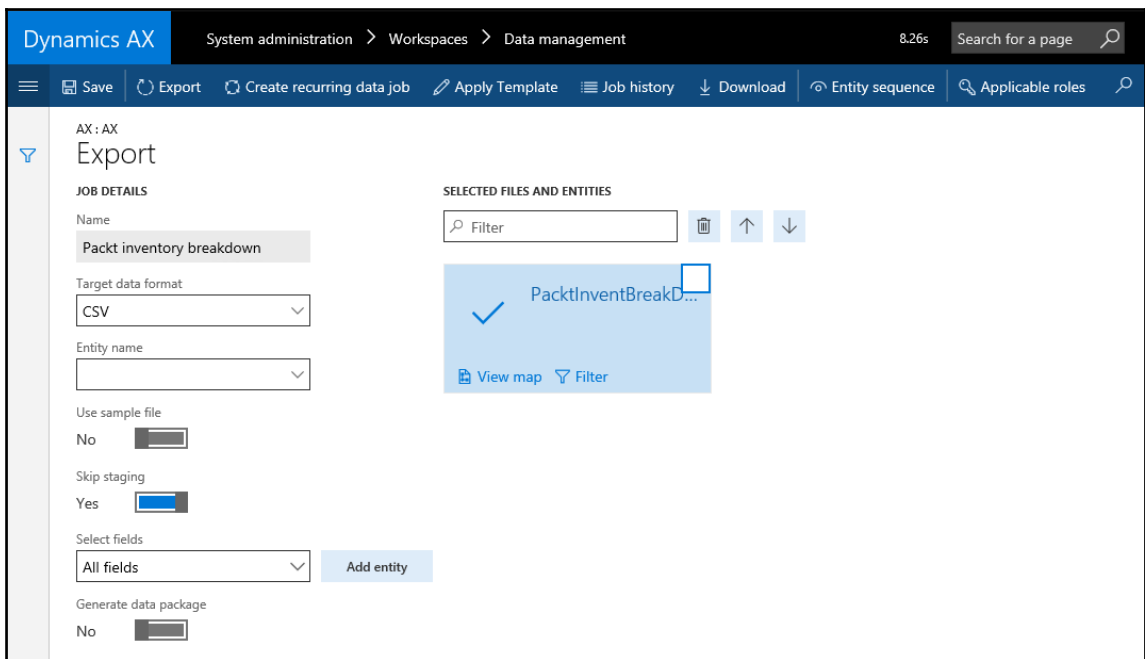 Dynamics AX
System administration > Workspaces > Data management
8.26s
Search for a page
Save
Export
Create recurring data job
Apply Template
Job history
Download
Entity sequence
Applicable roles
AX : AX
Export
JOB DETAILS
Name
Packt inventory breakdown
Target data format
CSV
Entity name
Use sample file
No
Skip staging
Yes
Select fields
All fields
Add entity
Generate data package
No
SELECTED FILES AND ENTITIES
Filter
PacktInventBreakD...
View map
Filter